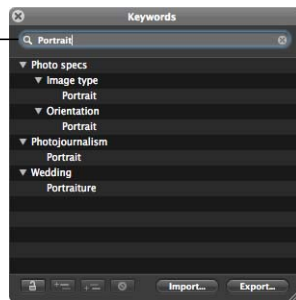 Keywords
Portrait
Photo specs
Image type
Portrait
Orientation
Portrait
Photojournalism
Portrait
Wedding
Portraiture
Import... Export...